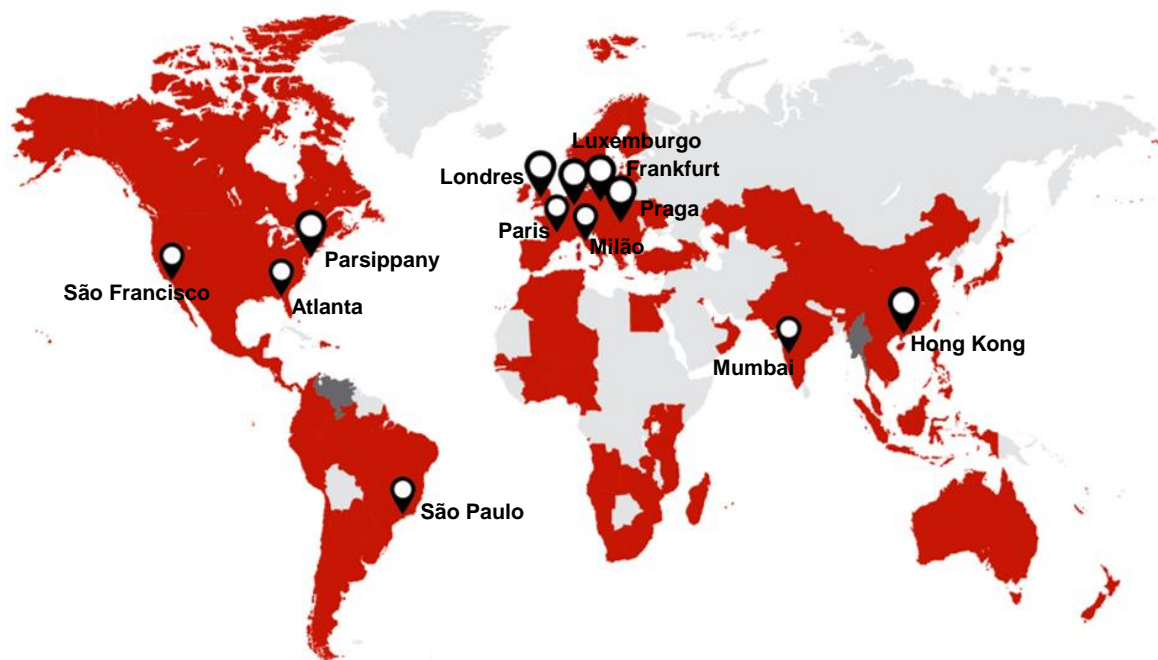 Luxemburgo
Londres
Frankfurt
Paris
Praga
Milão
Parsippany
São Francisco
Atlanta
Hong Kong
Mumbai
São Paulo